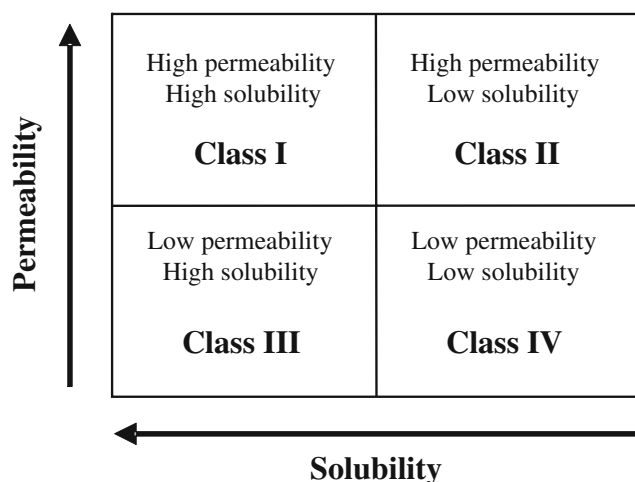 Permeability
High permeability
High solubility
Class I
High permeability
Low solubility
Class II
Low permeability
High solubility
Class III
Low permeability
Low solubility
Class IV
Solubility